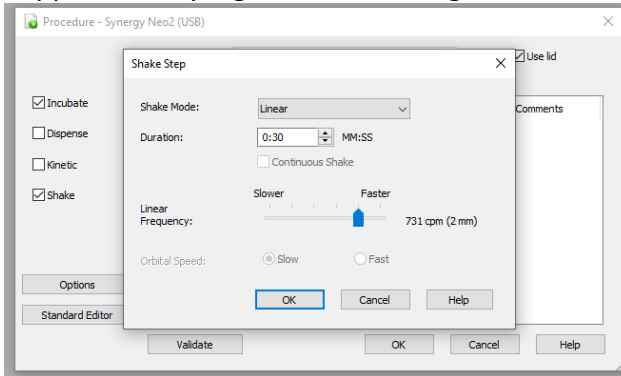 Procedure - Synergy Neo2 (USB)
Use lid
Shake Step
Incubate
Shake Mode:
Linear
Comments
Dispense
Duration:
0:30
MM:SS
Kinetic
Continuous Shake
Shake
Slower
Faster
Linear
Frequency:
731 cpm (2 mm)
Orbital Speed:
Slow
Fast
Options
OK
Cancel
Help
Standard Editor
Validate
OK
Cancel
Help